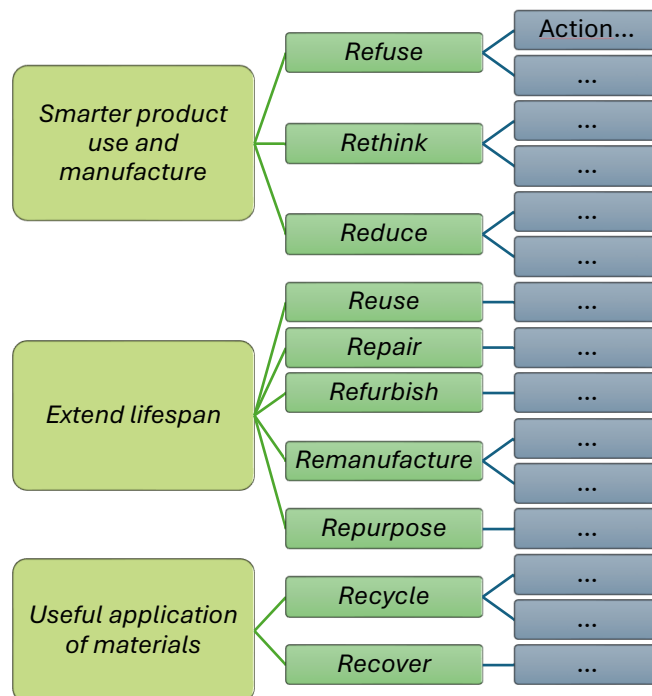 Smarter product
use and
manufacture
Refuse
Action...
...
Rethink
...
...
Reduce
...
...
Extend lifespan
Reuse
...
Repair
...
Refurbish
...
Remanufacture
...
...
Repurpose
...
Useful application
of materials
Recycle
...
...
Recover
...